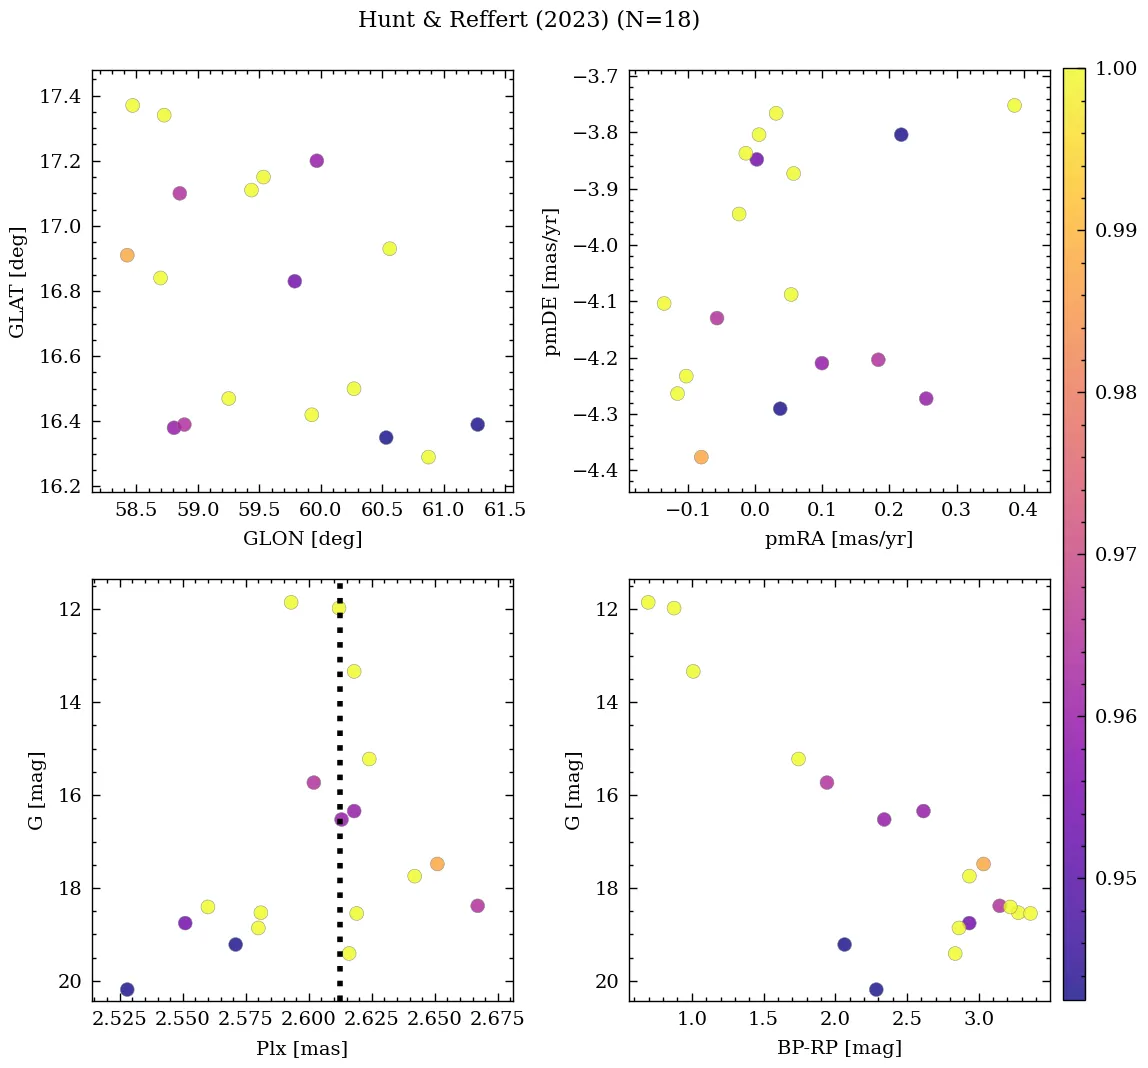 Hunt & Reffert (2023) (N=18)
17.4
17.2
17.0
16.8
16.6
16.4
16.2
GLAT [deg]
58.5 59.0 59.5 60.0 60.5 61.0 61.5
GLON [deg]
−3.7
−3.8
−3.9
−4.0
−4.1
−4.2
−4.3
−4.4
pmDE [mas/yr]
−0.1 0.0 0.1 0.2 0.3 0.4
pmRA [mas/yr]
12
14
16
18
20
G [mag]
2.525 2.550 2.575 2.600 2.625 2.650 2.675
Plx [mas]
12
14
16
18
20
G [mag]
1.0 1.5 2.0 2.5 3.0
BP-RP [mag]
1.00
0.99
0.98
0.97
0.96
0.95